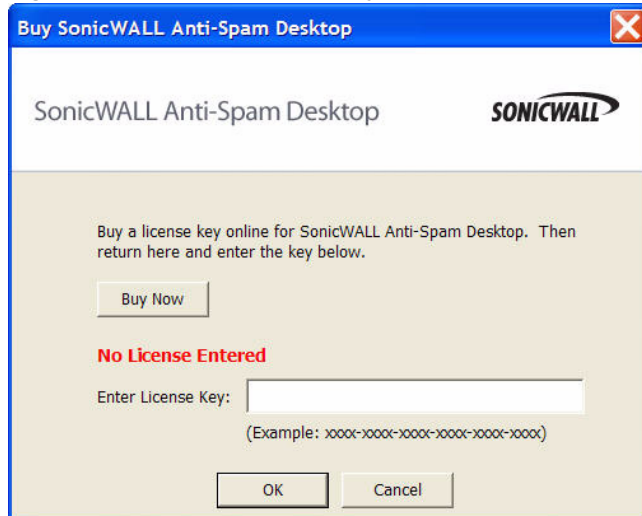 Buy SonicWALL Anti-Spam Desktop
SonicWALL Anti-Spam Desktop
SONICWALL
Buy a license key online for SonicWALL Anti-Spam Desktop. Then
return here and enter the key below.
Buy Now
No License Entered
Enter License Key:
(Example: xxxx-xxxx-xxxx-xxxx-xxxx-xxxx)
OK
Cancel